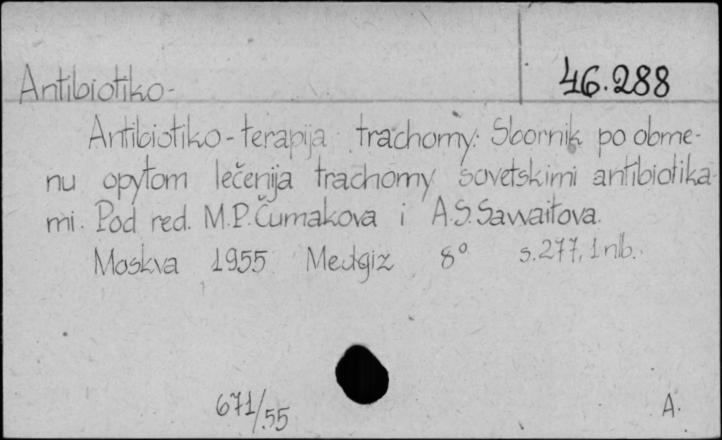 46.288
Antibiotiko-
Antibiotiko-terapija trachomy. Sbornik po obme-
nu opytom lečenija trachomy sovetskimi antibiotika-
mi. Pod red. M.P. Čumakova i A.S. Savvaitova.
Moskva 1955 Medgiz 8° s. 277, 1 nlb.
671/55 A.